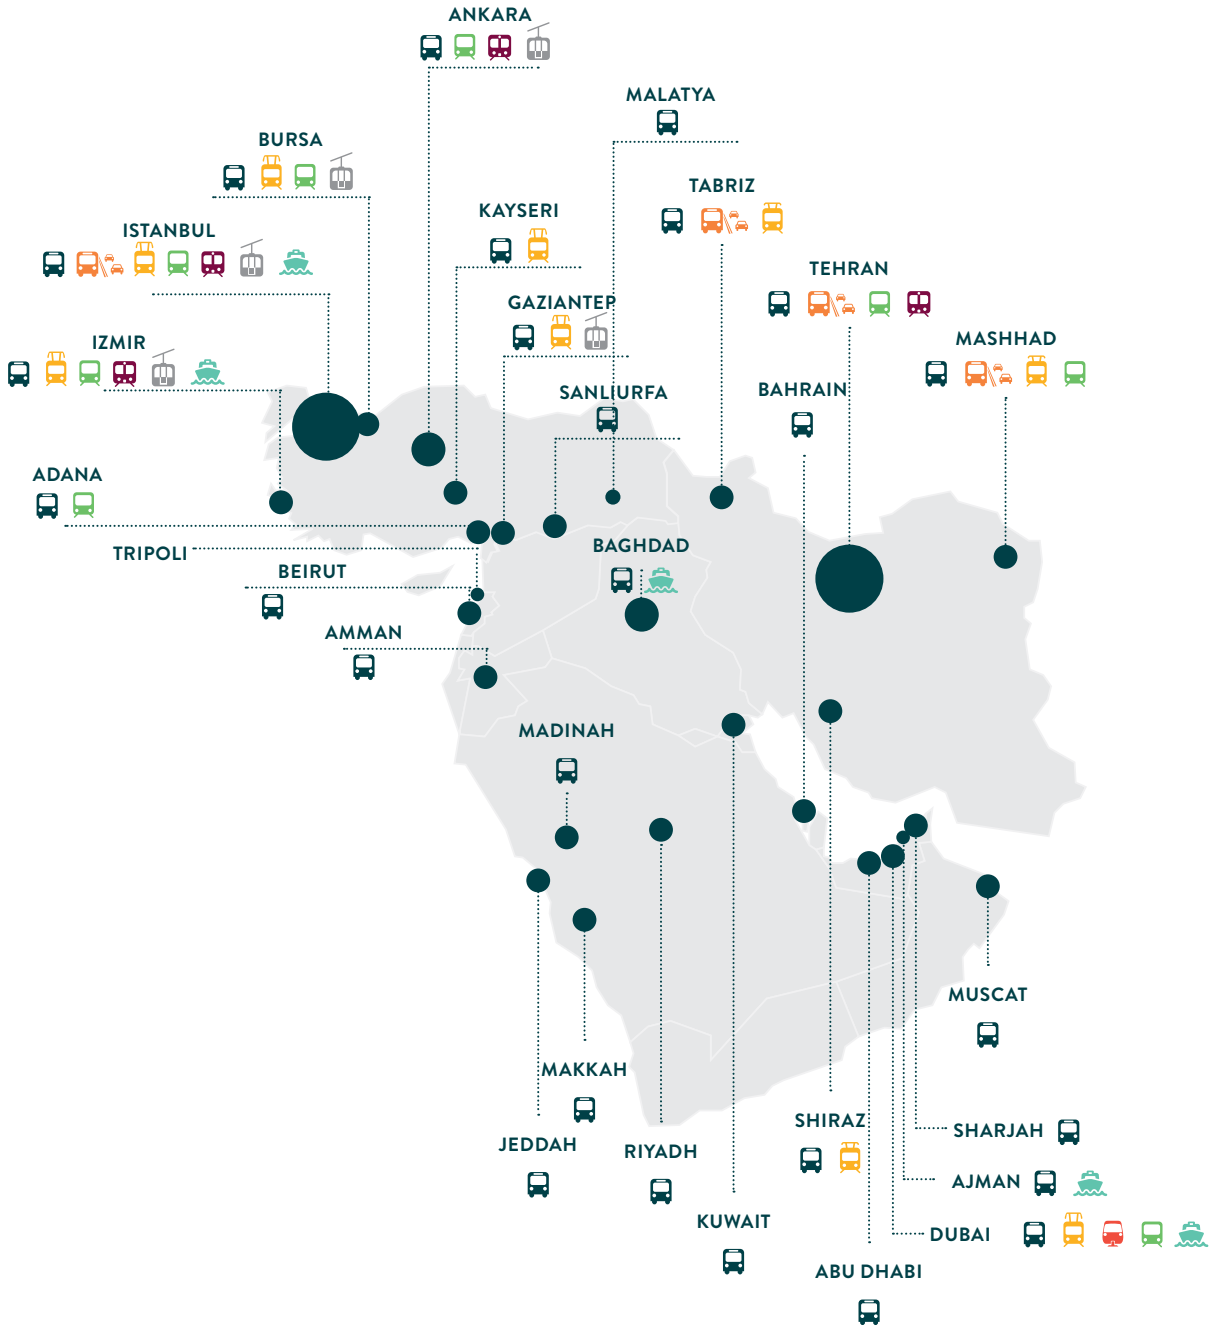 ANKARA
MALATYA
BURSA
TABRIZ
KAYSERI
ISTANBUL
TEHRAN
GAZIANTEP
MASHHAD
IZMIR
BAHRAIN
SANLIURFA
ADANA
BAGHDAD
TRIPOLI
BEIRUT
AMMAN
MADINAH
MUSCAT
MAKKAH
SHIRAZ
SHARJAH
JEDDAH
RIYADH
AJMAN
KUWAIT
DUBAI
ABU DHABI